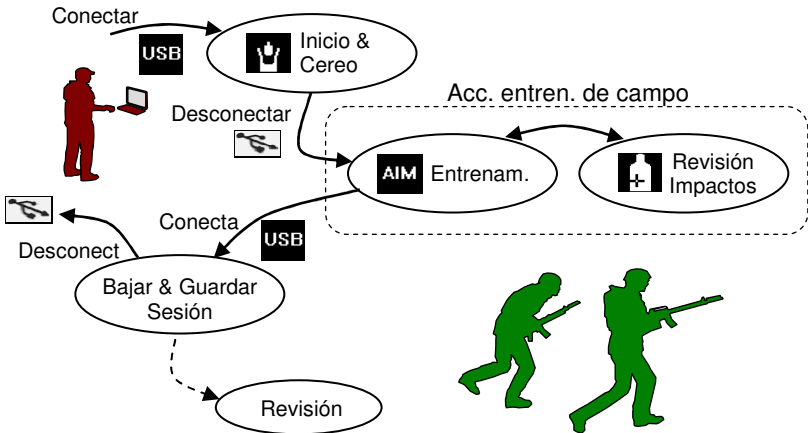 Conectar
USB
Inicio &
Cereo
Desconectar
Acc. entren. de campo
AIM
Entrenam.
Revisión
Impactos
Conecta
USB
Desconect
Bajar & Guardar
Sesión
Revisión